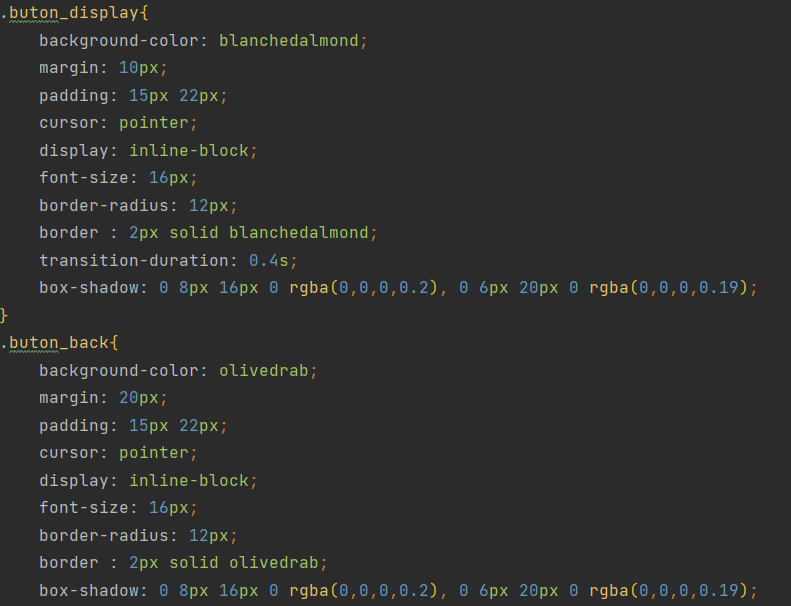 .buton_display{
    background-color: blanchedalmond;
    margin: 10px;
    padding: 15px 22px;
    cursor: pointer;
    display: inline-block;
    font-size: 16px;
    border-radius: 12px;
    border : 2px solid blanchedalmond;
    transition-duration: 0.4s;
    box-shadow: 0 8px 16px 0 rgba(0,0,0,0.2), 0 6px 20px 0 rgba(0,0,0,0.19);
}
.buton_back{
    background-color: olivedrab;
    margin: 20px;
    padding: 15px 22px;
    cursor: pointer;
    display: inline-block;
    font-size: 16px;
    border-radius: 12px;
    border : 2px solid olivedrab;
    box-shadow: 0 8px 16px 0 rgba(0,0,0,0.2), 0 6px 20px 0 rgba(0,0,0,0.19);